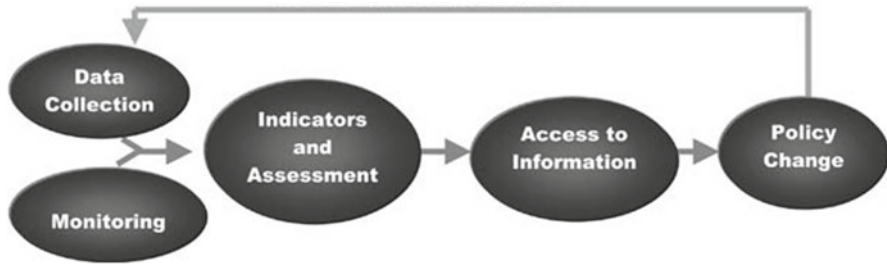 Data
Collection
Monitoring
Indicators
and
Assessment
Access to
Information
Policy
Change